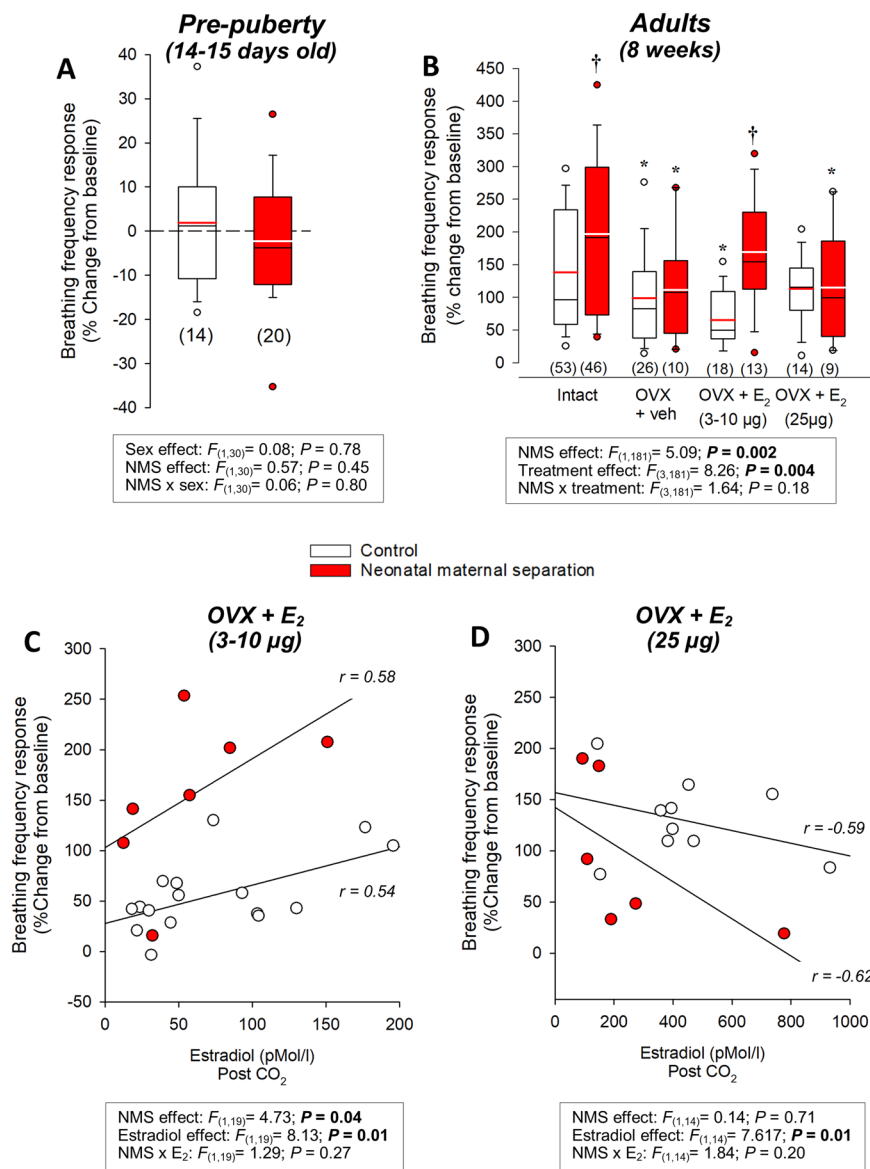 Pre-puberty
(14-15 days old)
A
Breathing frequency response
(% Change from baseline)
40
30
20
10
0
-10
-20
-30
-40
(14)
(20)
Sex effect: F(1,30)= 0.08; P = 0.78
NMS effect: F(1,30)= 0.57; P = 0.45
NMS x sex: F(1,30)= 0.06; P = 0.80
Adults
(8 weeks)
B
Breathing frequency response
(% change from baseline)
450
400
350
300
250
200
150
100
50
0
†
*
*
*
†
*
(53) (46) (26) (10) (18) (13) (14) (9)
Intact
OVX
+ veh
OVX + E2
(3-10 µg)
OVX + E2
(25µg)
NMS effect: F(1,181)= 5.09; P = 0.002
Treatment effect: F(3,181)= 8.26; P = 0.004
NMS x treatment: F(3,181)= 1.64; P = 0.18
Control
Neonatal maternal separation
C
OVX + E2
(3-10 µg)
Breathing frequency response
(%Change from baseline)
300
250
200
150
100
50
0
-50
r = 0.58
r = 0.54
0 50 100 150 200
Estradiol (pMol/l)
Post CO2
NMS effect: F(1,19)= 4.73; P = 0.04
Estradiol effect: F(1,19)= 8.13; P = 0.01
NMS x E2: F(1,19)= 1.29; P = 0.27
D
OVX + E2
(25 µg)
Breathing frequency response
(%Change from baseline)
300
250
200
150
100
50
0
r = -0.59
r = -0.62
0 200 400 600 800 1000
Estradiol (pMol/l)
Post CO2
NMS effect: F(1,14)= 0.14; P = 0.71
Estradiol effect: F(1,14)= 7.617; P = 0.01
NMS x E2: F(1,14)= 1.84; P = 0.20